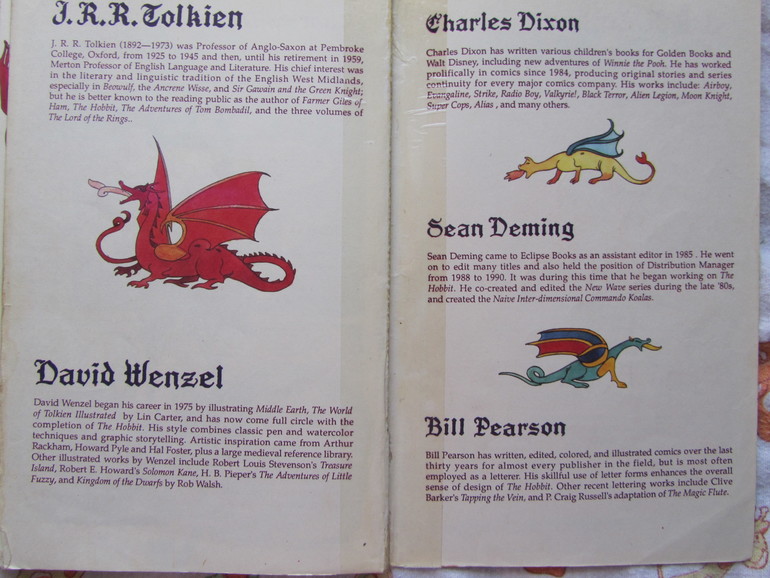 J.R.R. Tolkien
J. R. R. Tolkien (1892—1973) was Professor of Anglo-Saxon at Pembroke
College, Oxford, from 1925 to 1945 and then, until his retirement in 1959,
Merton Professor of English Language and Literature. His chief interest was
in the literary and linguistic tradition of the English West Midlands,
especially in Beowulf, the Ancrene Wisse, and Sir Gawain and the Green Knight;
but he is better known to the reading public as the author of Farmer Giles of
Ham, The Hobbit, The Adventures of Tom Bombadil, and the three volumes of
The Lord of the Rings..
David Wenzel
David Wenzel began his career in 1975 by illustrating Middle Earth, The World
of Tolkien Illustrated by Lin Carter, and has now come full circle with the
completion of The Hobbit. His style combines classic pen and watercolor
techniques and graphic storytelling. Artistic inspiration came from Arthur
Rackham, Howard Pyle and Hal Foster, plus a large medieval reference library.
Other illustrated works by Wenzel include Robert Louis Stevenson's Treasure
Island, Robert E. Howard's Solomon Kane, H. B. Pieper's The Adventures of Little
Fuzzy, and Kingdom of the Dwarfs by Rob Walsh.
Charles Dixon
Charles Dixon has written various children's books for Golden Books and
Walt Disney, including new adventures of Winnie the Pooh. He has worked
prolifically in comics since 1984, producing original stories and series
continuity for every major comics company. His works include: Airboy,
Evangaline, Strike, Radio Boy, Valkyrie!, Black Terror, Alien Legion, Moon Knight,
Super Cops, Alias , and many others.
Sean Deming
Sean Deming came to Eclipse Books as an assistant editor in 1985 . He went
on to edit many titles and also held the position of Distribution Manager
from 1988 to 1990. It was during this time that he began working on The
Hobbit. He co-created and edited the New Wave series during the late '80s,
and created the Naive Inter-dimensional Commando Koalas.
Bill Pearson
Bill Pearson has written, edited, colored, and illustrated comics over the last
thirty years for almost every publisher in the field, but is most often
employed as a letterer. His skillful use of letter forms enhances the overall
sense of design of The Hobbit. Other recent lettering works include Clive
Barker's Tapping the Vein, and P. Craig Russell's adaptation of The Magic Flute.